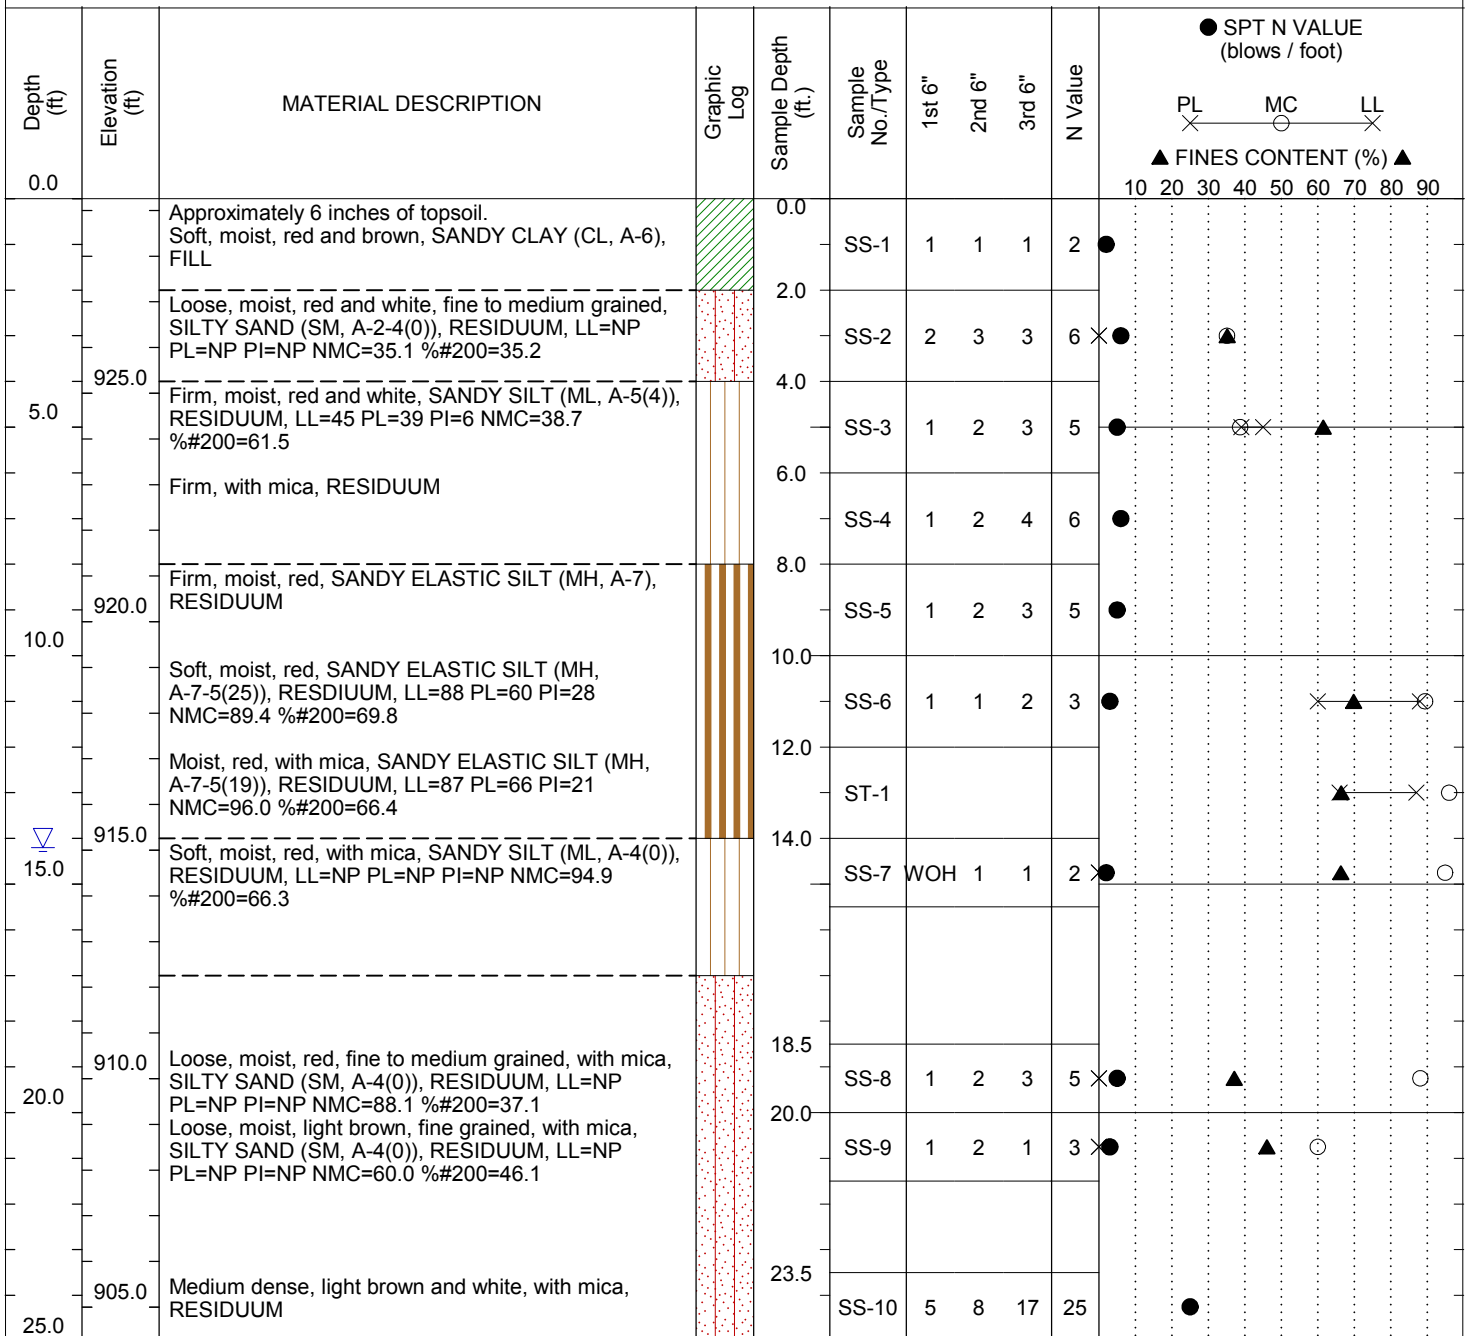 SPT N VALUE
(blows / foot)
PL MC LL
FINES CONTENT (%)
10 20 30 40 50 60 70 80 90
Depth (ft)
Elevation (ft)
MATERIAL DESCRIPTION
Graphic Log
Sample Depth (ft.)
Sample No./Type
1st 6"
2nd 6"
3rd 6"
N Value
0.0
Approximately 6 inches of topsoil.
Soft, moist, red and brown, SANDY CLAY (CL, A-6),
FILL
0.0
SS-1 1 1 1 2
2.0
Loose, moist, red and white, fine to medium grained,
SILTY SAND (SM, A-2-4(0)), RESIDUUM, LL=NP
PL=NP PI=NP NMC=35.1 %#200=35.2
SS-2 2 3 3 6
925.0
4.0
5.0
Firm, moist, red and white, SANDY SILT (ML, A-5(4)),
RESIDUUM, LL=45 PL=39 PI=6 NMC=38.7
%#200=61.5
SS-3 1 2 3 5
6.0
Firm, with mica, RESIDUUM
SS-4 1 2 4 6
8.0
Firm, moist, red, SANDY ELASTIC SILT (MH, A-7),
RESIDUUM
920.0
SS-5 1 2 3 5
10.0
10.0
Soft, moist, red, SANDY ELASTIC SILT (MH,
A-7-5(25)), RESDIUUM, LL=88 PL=60 PI=28
NMC=89.4 %#200=69.8
SS-6 1 1 2 3
12.0
Moist, red, with mica, SANDY ELASTIC SILT (MH,
A-7-5(19)), RESIDUUM, LL=87 PL=66 PI=21
NMC=96.0 %#200=66.4
ST-1
915.0
14.0
15.0
Soft, moist, red, with mica, SANDY SILT (ML, A-4(0)),
RESIDUUM, LL=NP PL=NP PI=NP NMC=94.9
%#200=66.3
SS-7 WOH 1 1 2
18.5
910.0
Loose, moist, red, fine to medium grained, with mica,
SILTY SAND (SM, A-4(0)), RESIDUUM, LL=NP
PL=NP PI=NP NMC=88.1 %#200=37.1
SS-8 1 2 3 5
20.0
20.0
Loose, moist, light brown, fine grained, with mica,
SILTY SAND (SM, A-4(0)), RESIDUUM, LL=NP
PL=NP PI=NP NMC=60.0 %#200=46.1
SS-9 1 2 1 3
23.5
905.0
Medium dense, light brown and white, with mica,
RESIDUUM
SS-10 5 8 17 25
25.0